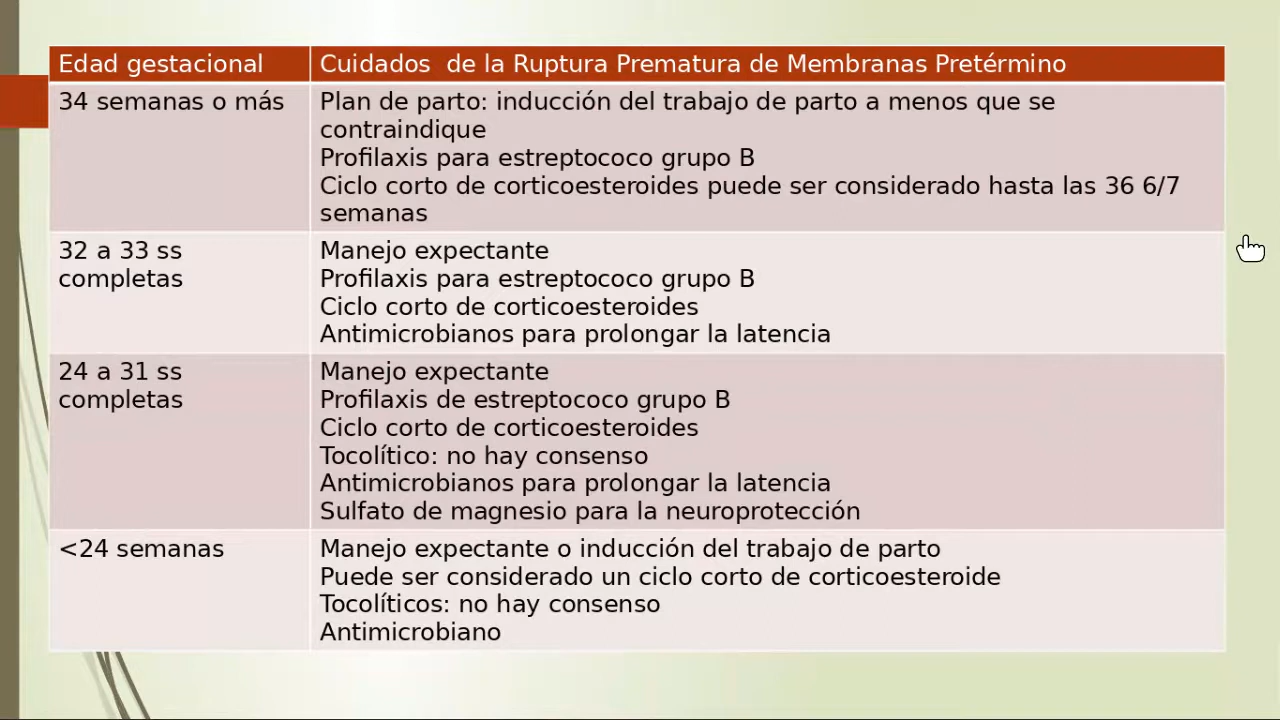 Edad gestacional
Cuidados  de la Ruptura Prematura de Membranas Pretérmino
34 semanas o más
Plan de parto: inducción del trabajo de parto a menos que se
contraindique
Profilaxis para estreptococo grupo B
Ciclo corto de corticoesteroides puede ser considerado hasta las 36 6/7
semanas
32 a 33 ss
completas
Manejo expectante
Profilaxis para estreptococo grupo B
Ciclo corto de corticoesteroides
Antimicrobianos para prolongar la latencia
24 a 31 ss
completas
Manejo expectante
Profilaxis de estreptococo grupo B
Ciclo corto de corticoesteroides
Tocolítico: no hay consenso
Antimicrobianos para prolongar la latencia
Sulfato de magnesio para la neuroprotección
<24 semanas
Manejo expectante o inducción del trabajo de parto
Puede ser considerado un ciclo corto de corticoesteroide
Tocolíticos: no hay consenso
Antimicrobiano